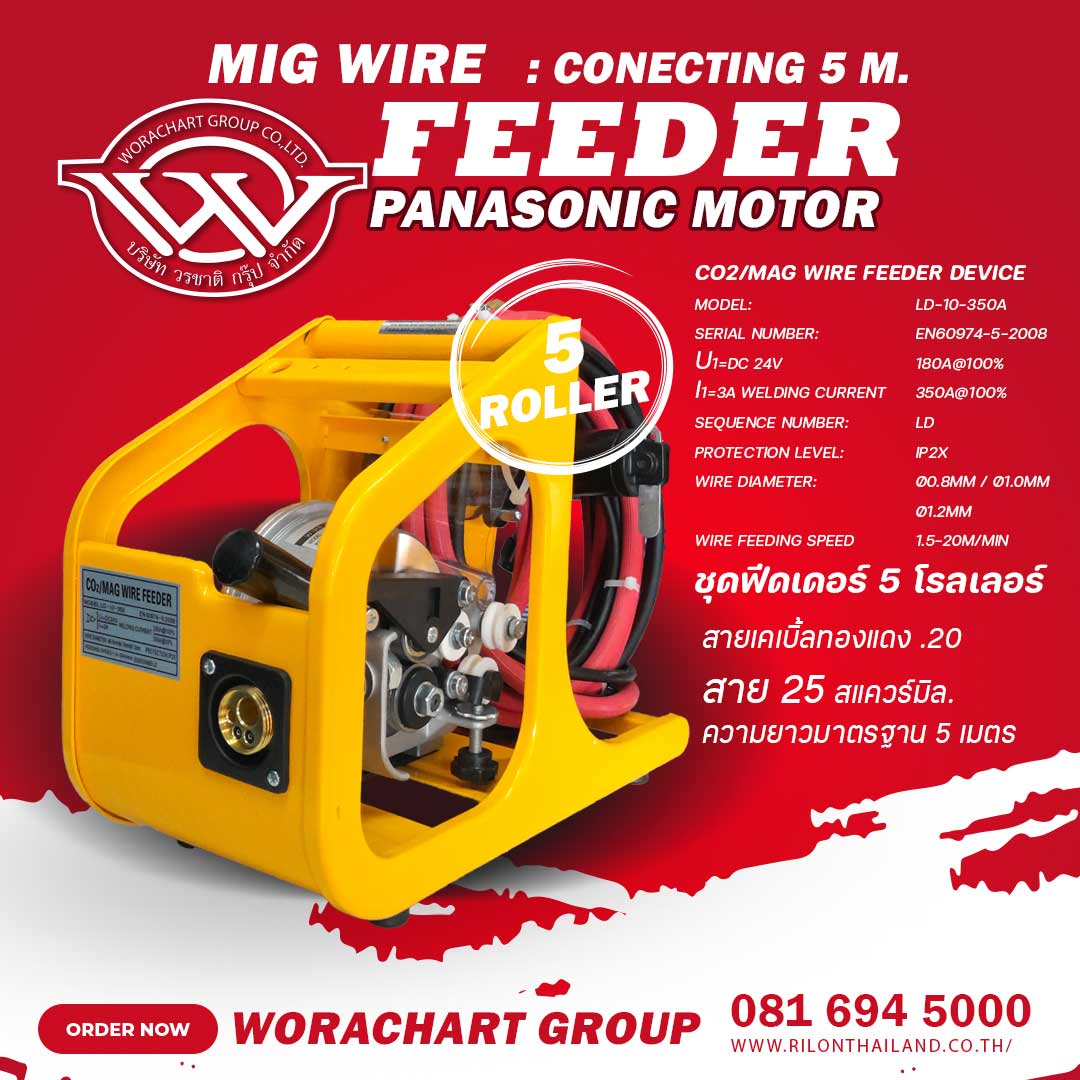 MIG WIRE : CONECTING 5 M.
FEEDER
PANASONIC MOTOR
WORACHART GROUP CO.,LTD.
W
บริษัท วรชาติ กรุ๊ป จำกัด
5
ROLLER
CO2/MAG WIRE FEEDER DEVICE
MODEL: LD-10-350A
SERIAL NUMBER: EN60974-5-2008
U1=DC 24V 180A@100%
I1=3A WELDING CURRENT 350A@100%
SEQUENCE NUMBER: LD
PROTECTION LEVEL: IP2X
WIRE DIAMETER: Ø0.8MM / Ø1.0MM
Ø1.2MM
WIRE FEEDING SPEED 1.5-20M/MIN
ชุดฟีดเดอร์ 5 โรลเลอร์
สายเคเบิ้ลทองแดง .20
สาย 25 สแควร์มิล.
ความยาวมาตรฐาน 5 เมตร
CO2/MAG WIRE FEEDER
ORDER NOW
WORACHART GROUP
081 694 5000
WWW.RILONTHAILAND.CO.TH/